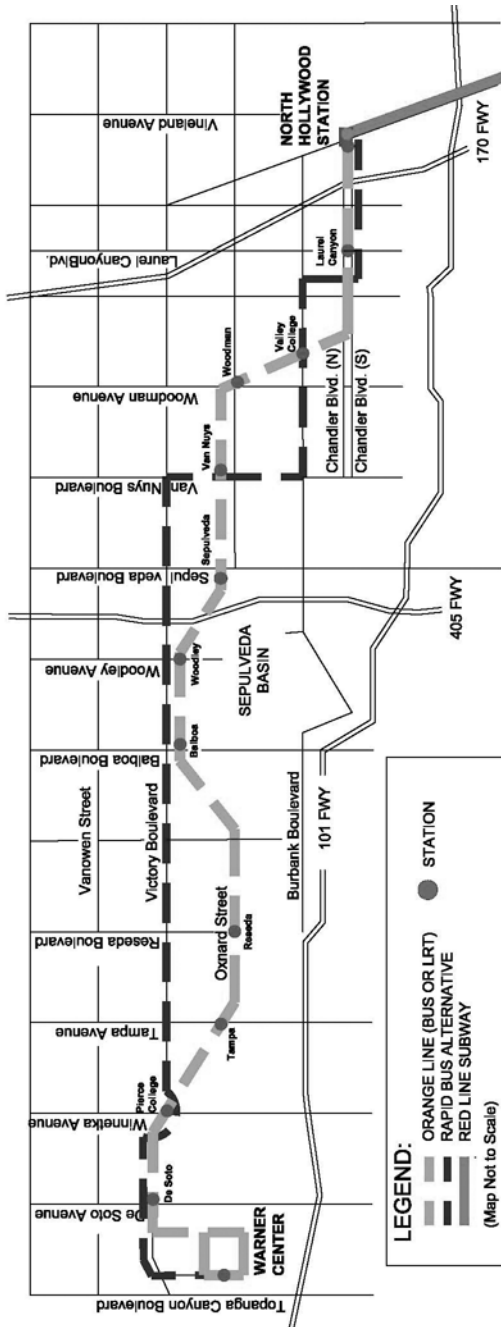 Topanga Canyon Boulevard
De Soto Avenue
Winnetka Avenue
Tampa Avenue
Reseda Boulevard
Balboa Boulevard
Woodley Avenue
Sepul veda Boulevard
Van Nuys Boulevard
Woodman Avenue
Laurel CanyonBlvd.
Vineland Avenue
Vanowen Street
Victory Boulevard
Oxnard Street
Burbank Boulevard
Chandler Blvd. (N)
Chandler Blvd. (S)
101 FWY
405 FWY
170 FWY
SEPULVEDA
BASIN
WARNER
CENTER
De Soto
Pierce
College
Tampa
Reseda
Balboa
Woodley
Sepulveda
Van Nuys
Woodman
Valley
College
Laurel
Canyon
NORTH
HOLLYWOOD
STATION
LEGEND:
ORANGE LINE (BUS OR LRT)
RAPID BUS ALTERNATIVE
RED LINE SUBWAY
STATION
(Map Not to Scale)